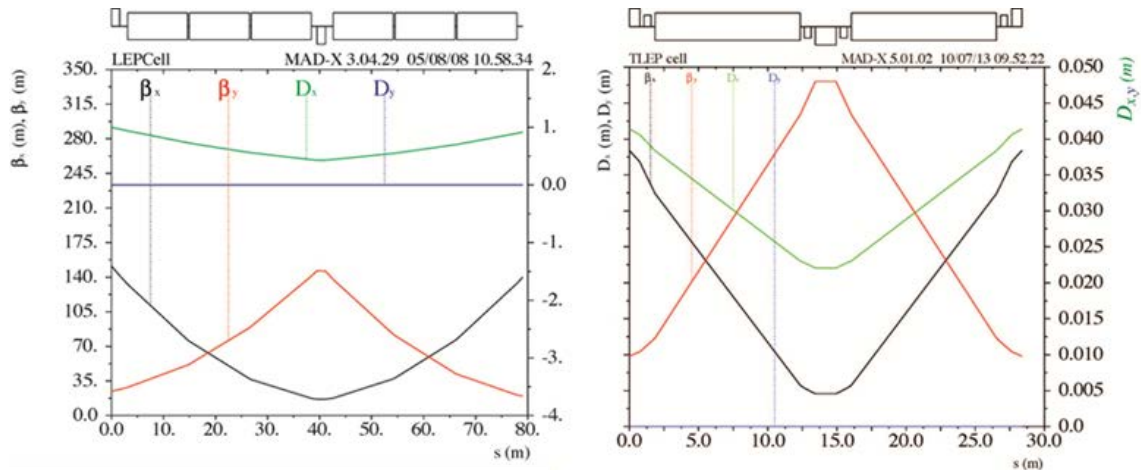 LEPCell MAD-X 3.04.29 05/08/08 10.58.34
βx βy Dx Dy
βx (m), βy (m)
350.
315.
280.
245.
210.
175.
140.
105.
70.
35.
0.0
2.
1.
0.0
-1.
-2.
-3.
-4.
0.0 10. 20. 30. 40. 50. 60. 70. 80.
s (m)
TLEP cell MAD-X 5.01.02 10/07/13 09.52.22
βx βy Dx Dy
Dx (m), Dy (m)
0.050
0.045
0.040
0.035
0.030
0.025
0.020
0.015
0.010
0.005
0.0
Dx,y (m)
0.0 5.0 10.0 15.0 20.0 25.0 30.0
s (m)